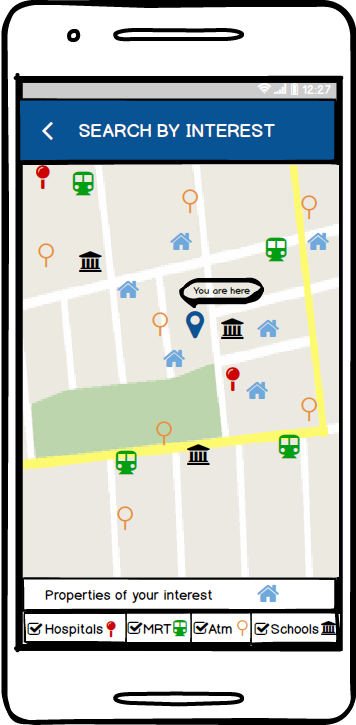 12:27
SEARCH BY INTEREST
You are here
Properties of your interest
Hospitals MRT Atm Schools